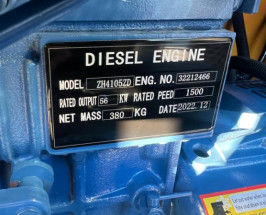 DIESEL ENGINE
MODEL ZH4105ZD ENG. NO. 32212466
RATED OUTPUT 56 KW RATED PEED 1500
NET MASS 380 KG DATE 2022.12